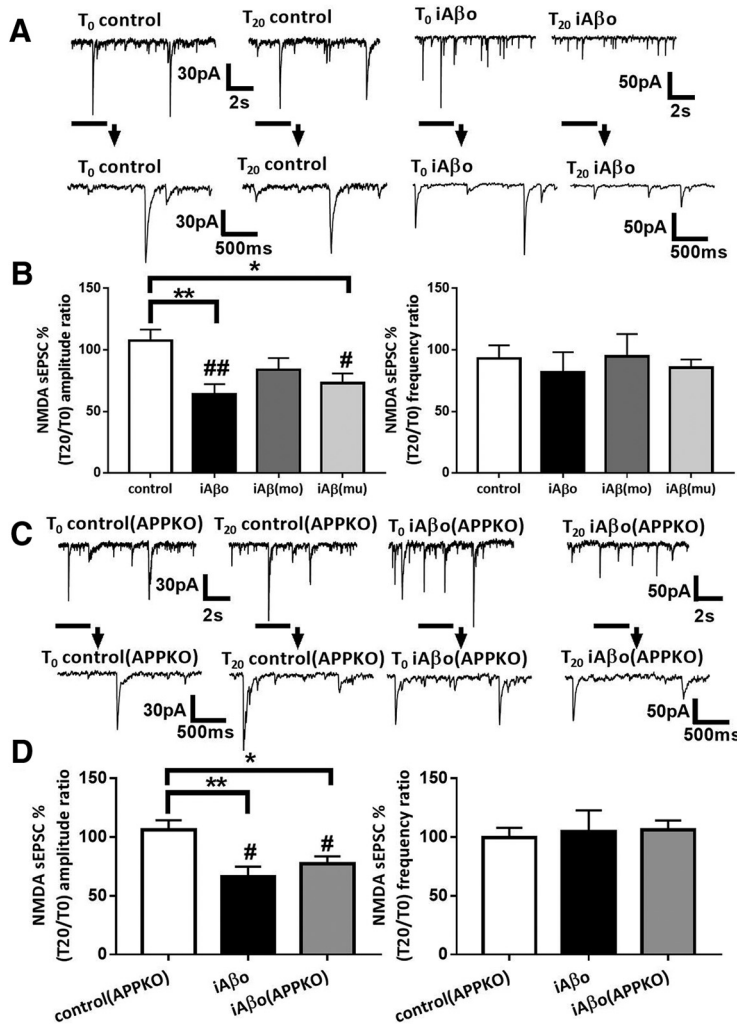 A
T0 control
T20 control
T0 iAβo
T20 iAβo
30pA
2s
50pA
2s
T0 control
T20 control
T0 iAβo
T20 iAβo
30pA
500ms
50pA
500ms
B
NMDA sEPSC %
(T20/T0) amplitude ratio
150
100
50
0
*
**
##
#
control
iAβo
iAβ(mo)
iAβ(mu)
NMDA sEPSC %
(T20/T0) frequency ratio
150
100
50
0
control
iAβo
iAβ(mo)
iAβ(mu)
C
T0 control(APPKO)
T20 control(APPKO)
T0 iAβo(APPKO)
T20 iAβo(APPKO)
30pA
2s
50pA
2s
T0 control(APPKO)
T20 control(APPKO)
T0 iAβo(APPKO)
T20 iAβo(APPKO)
30pA
500ms
50pA
500ms
D
NMDA sEPSC %
(T20/T0) amplitude ratio
150
100
50
0
*
**
#
#
control(APPKO)
iAβo
iAβo(APPKO)
NMDA sEPSC %
(T20/T0) frequency ratio
150
100
50
0
control(APPKO)
iAβo
iAβo(APPKO)